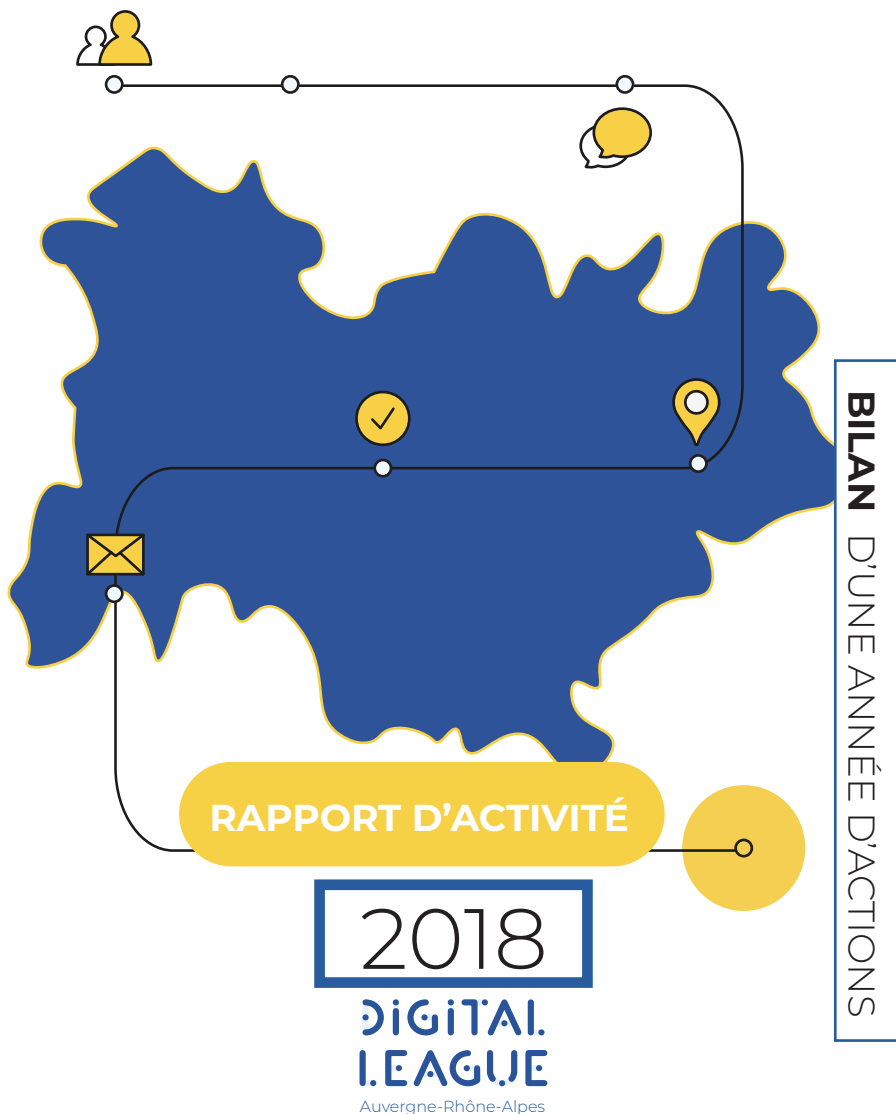 BILAN D'UNE ANNÉE D'ACTIONS
RAPPORT D'ACTIVITÉ
2018
DIGITAL
LEAGUE
Auvergne-Rhône-Alpes